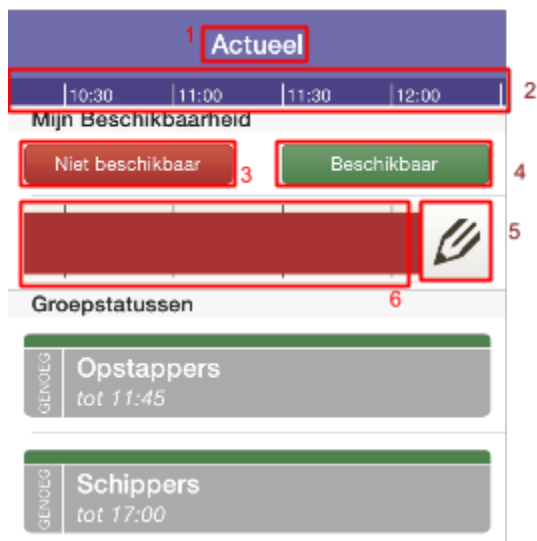 1 Actueel
10:30 11:00 11:30 12:00 2
Mijn Beschikbaarheid
Niet beschikbaar 3 Beschikbaar 4
5
6
Groepstatussen
GENOEG
Opstappers
tot 11:45
GENOEG
Schippers
tot 17:00